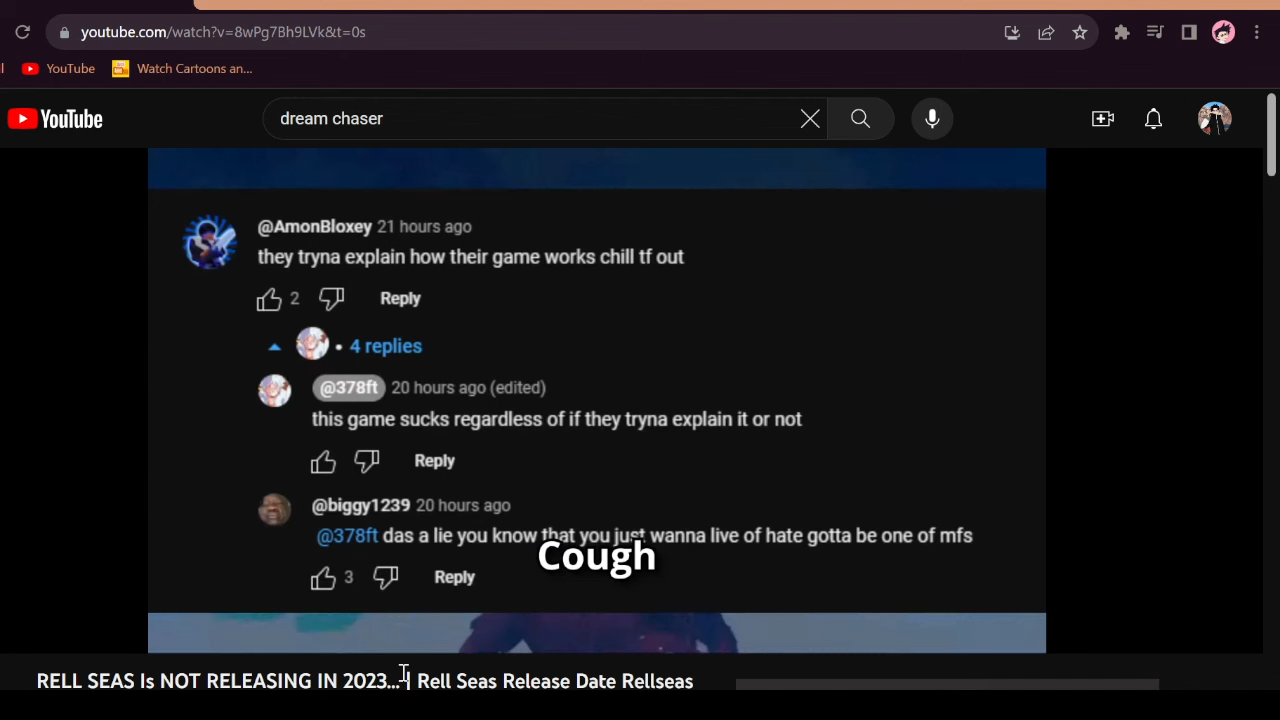 youtube.com/watch?v=8wPg7Bh9LVk&t=0s
YouTube
Watch Cartoons an...
YouTube
dream chaser
@AmonBloxey 21 hours ago
they tryna explain how their game works chill tf out
2 Reply
4 replies
@378ft 20 hours ago (edited)
this game sucks regardless of if they tryna explain it or not
Reply
@biggy1239 20 hours ago
@378ft das a lie you know that you just wanna live of hate gotta be one of mfs
Cough
3 Reply
RELL SEAS Is NOT RELEASING IN 2023... | Rell Seas Release Date Rellseas